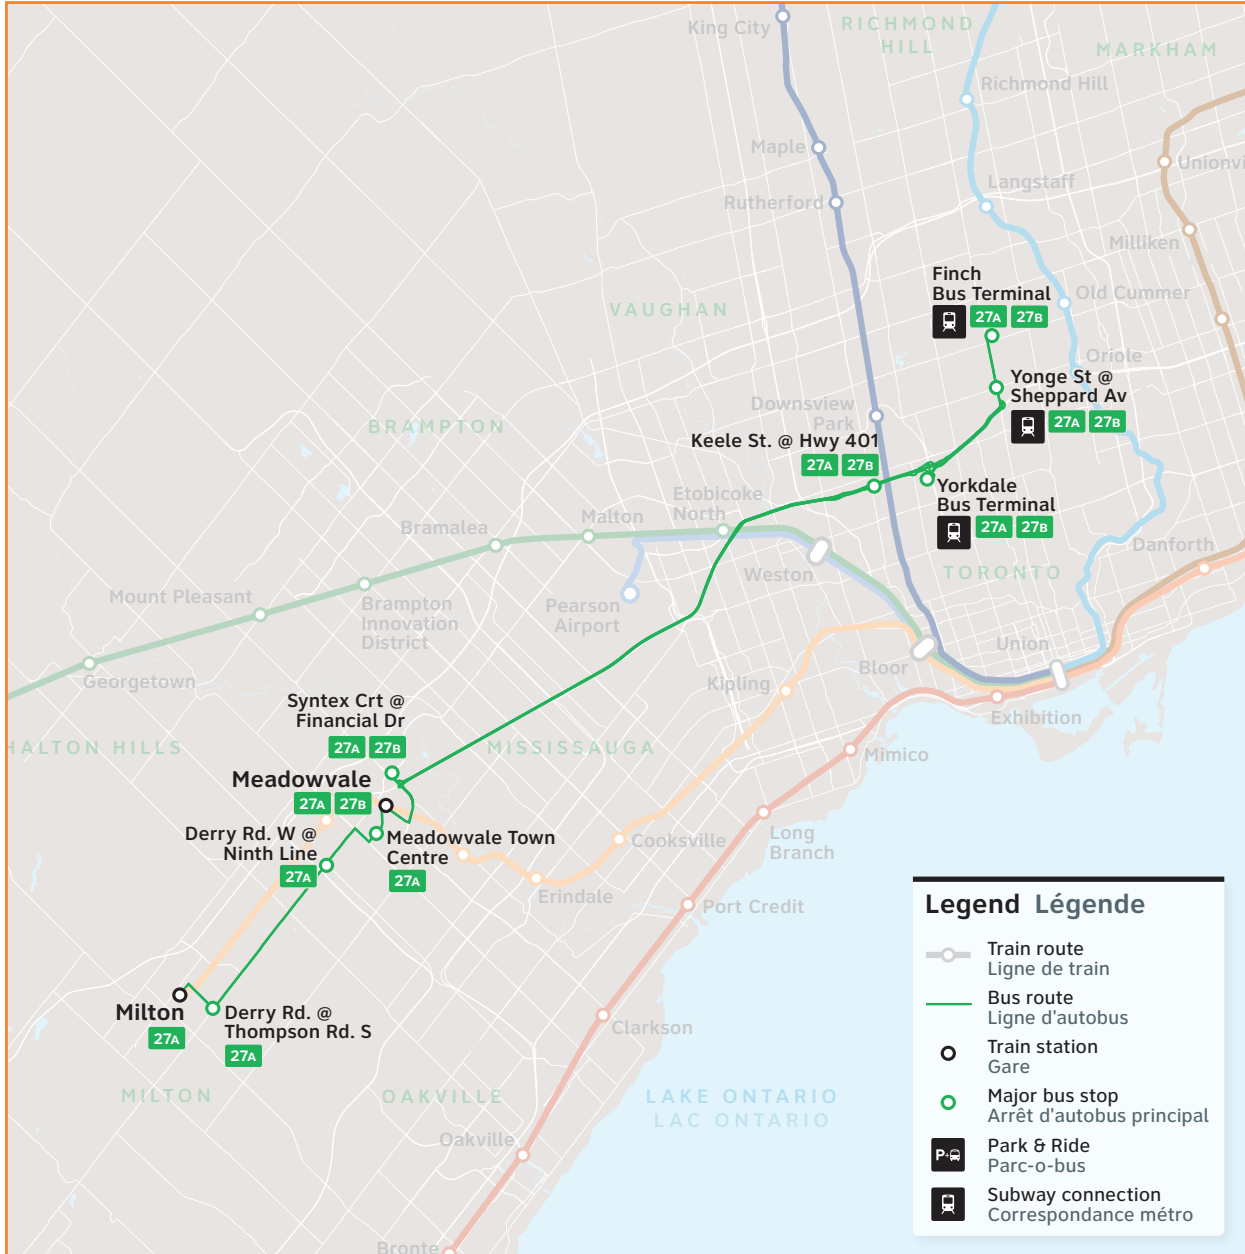 King City
RICHMOND
HILL
MARKHAM
Richmond Hill
Maple
Unionvi
Langstaff
Rutherford
Milliken
Finch
Bus Terminal
27A 27B
Old Cummer
VAUGHAN
Oriole
Yonge St @
Sheppard Av
27A 27B
Downsview
Park
BRAMPTON
Keele St. @ Hwy 401
27A 27B
Yorkdale
Bus Terminal
27A 27B
Etobicoke
North
Malton
Bramalea
Danforth
Weston
TORONTO
Mount Pleasant
Brampton
Innovation
District
Pearson
Airport
Union
Bloor
Georgetown
Kipling
Syntex Crt @
Financial Dr
27A 27B
Exhibition
HALTON HILLS
MISSISSAUGA
Mimico
Meadowvale
27A 27B
Derry Rd. W @
Ninth Line
27A
Meadowvale Town
Centre
27A
Cooksville
Long
Branch
Erindale
Port Credit
Milton
27A
Derry Rd. @
Thompson Rd. S
27A
Clarkson
MILTON
OAKVILLE
LAKE ONTARIO
LAC ONTARIO
Oakville
Bronte
Legend Légende
Train route
Ligne de train
Bus route
Ligne d'autobus
Train station
Gare
Major bus stop
Arrêt d'autobus principal
P+
Park & Ride
Parc-o-bus
Subway connection
Correspondance métro